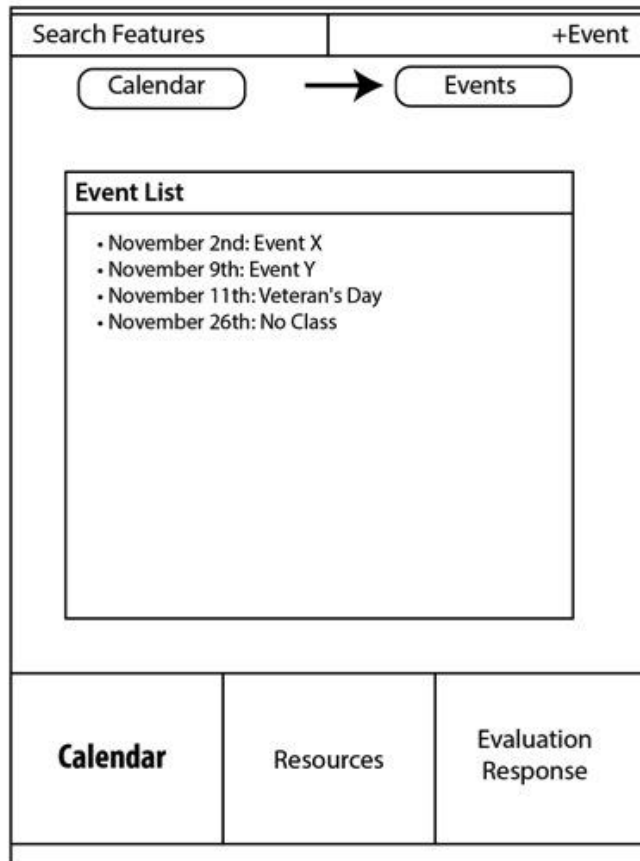 Search Features
+Event
Calendar
Events
Event List
• November 2nd: Event X
• November 9th: Event Y
• November 11th: Veteran's Day
• November 26th: No Class
Calendar
Resources
Evaluation
Response